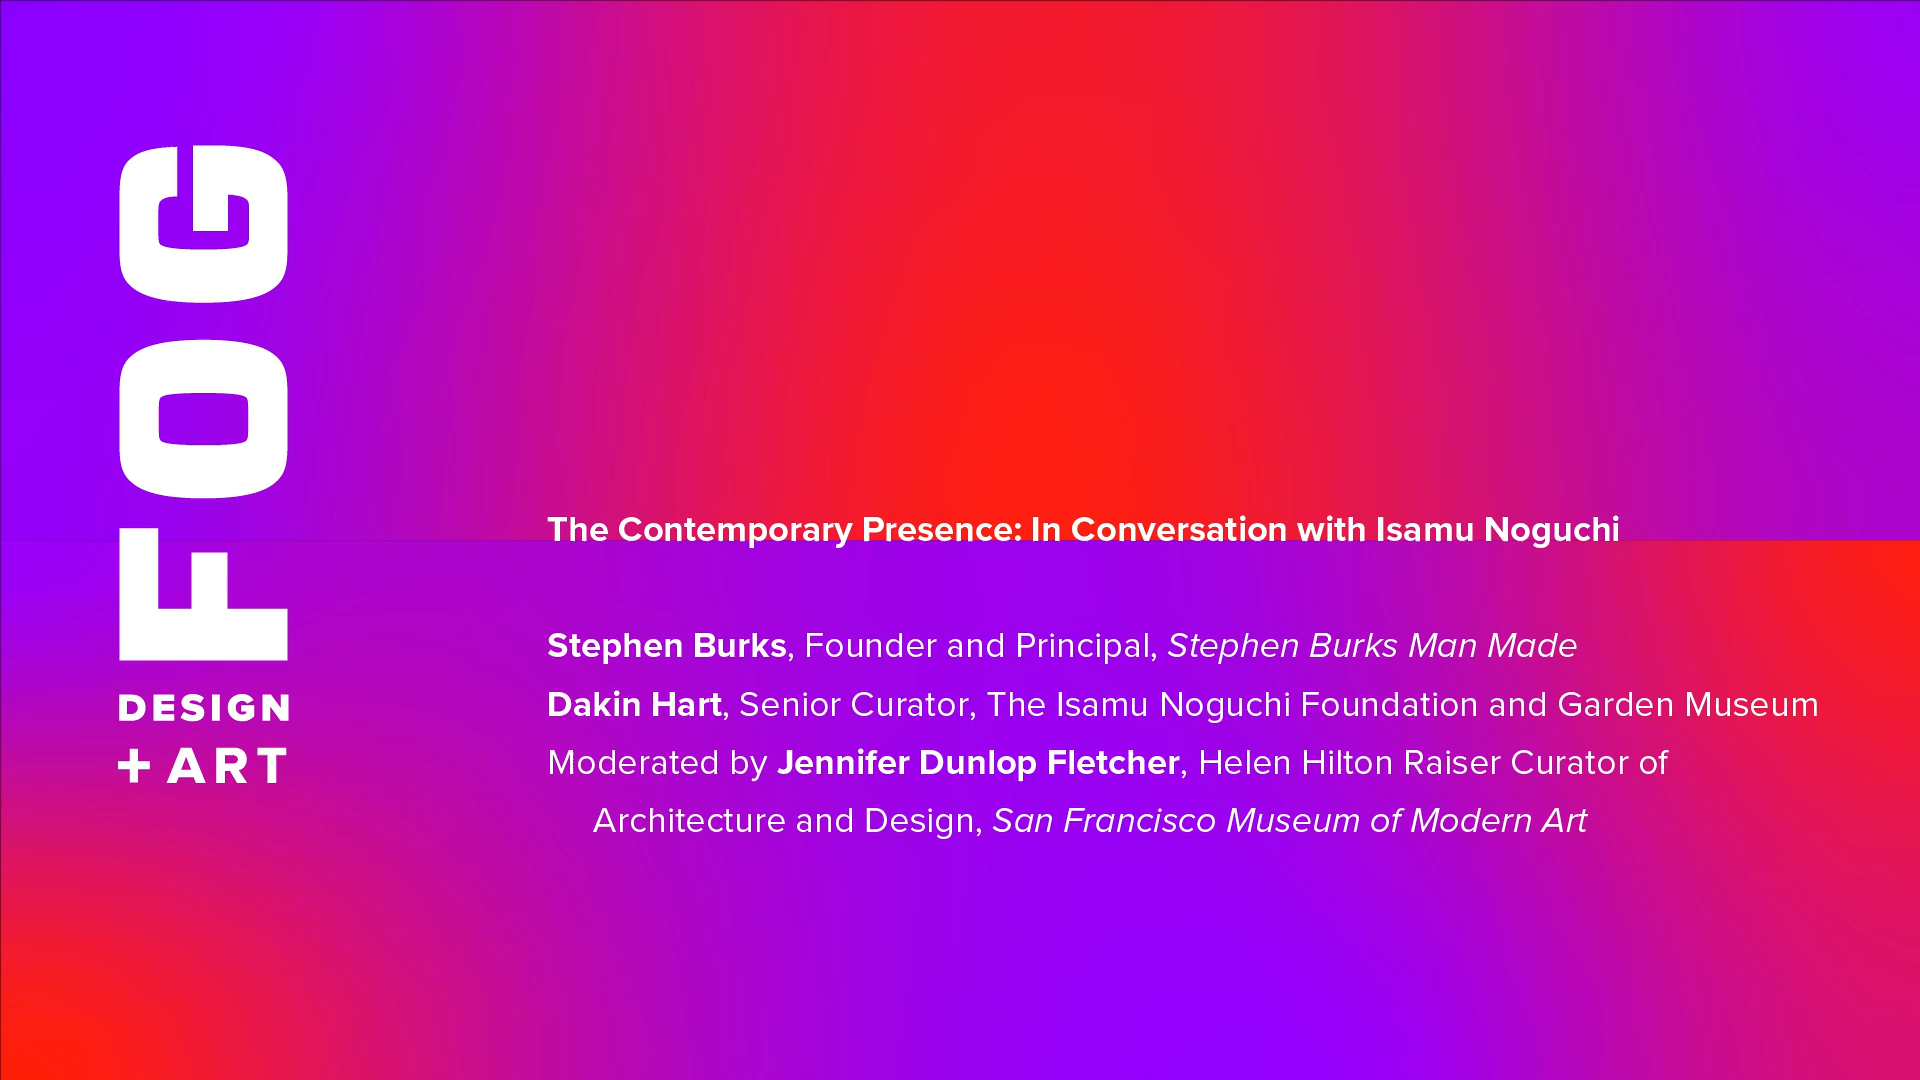 FOG
DESIGN
+ ART
The Contemporary Presence: In Conversation with Isamu Noguchi
Stephen Burks, Founder and Principal, Stephen Burks Man Made
Dakin Hart, Senior Curator, The Isamu Noguchi Foundation and Garden Museum
Moderated by Jennifer Dunlop Fletcher, Helen Hilton Raiser Curator of
Architecture and Design, San Francisco Museum of Modern Art